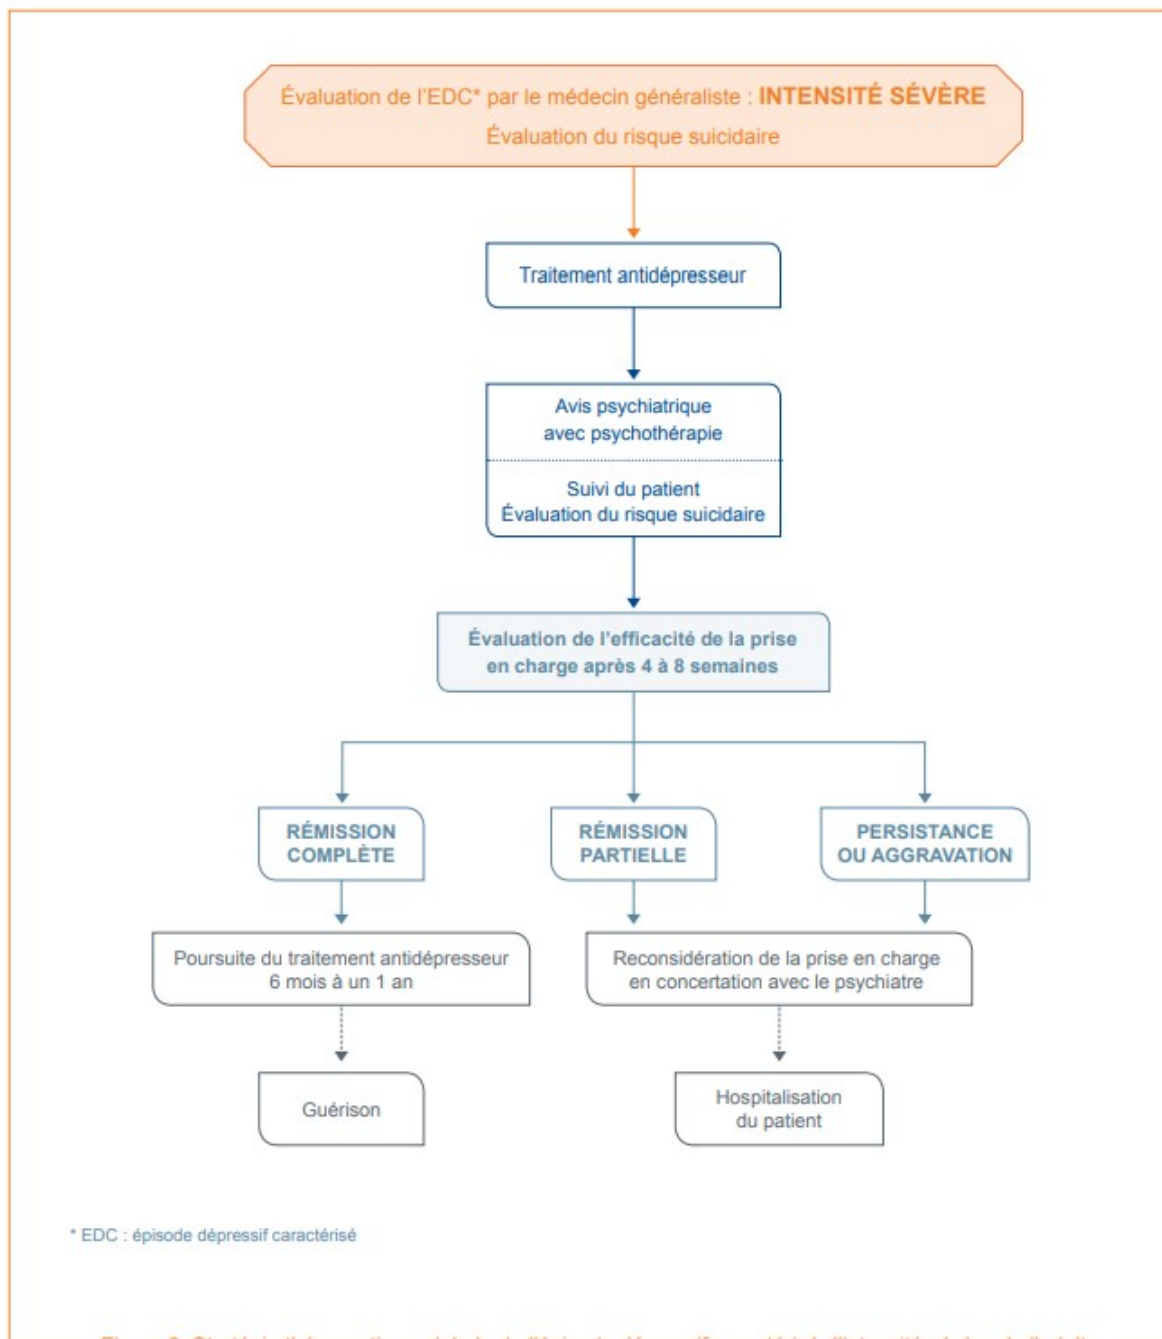 Évaluation de l'EDC* par le médecin généraliste : INTENSITÉ SÉVÈRE
Évaluation du risque suicidaire
Traitement antidépresseur
Avis psychiatrique
avec psychothérapie
Suivi du patient
Évaluation du risque suicidaire
Évaluation de l'efficacité de la prise
en charge après 4 à 8 semaines
RÉMISSION
COMPLÈTE
RÉMISSION
PARTIELLE
PERSISTANCE
OU AGGRAVATION
Poursuite du traitement antidépresseur
6 mois à un 1 an
Reconsidération de la prise en charge
en concertation avec le psychiatre
Guérison
Hospitalisation
du patient
* EDC : épisode dépressif caractérisé